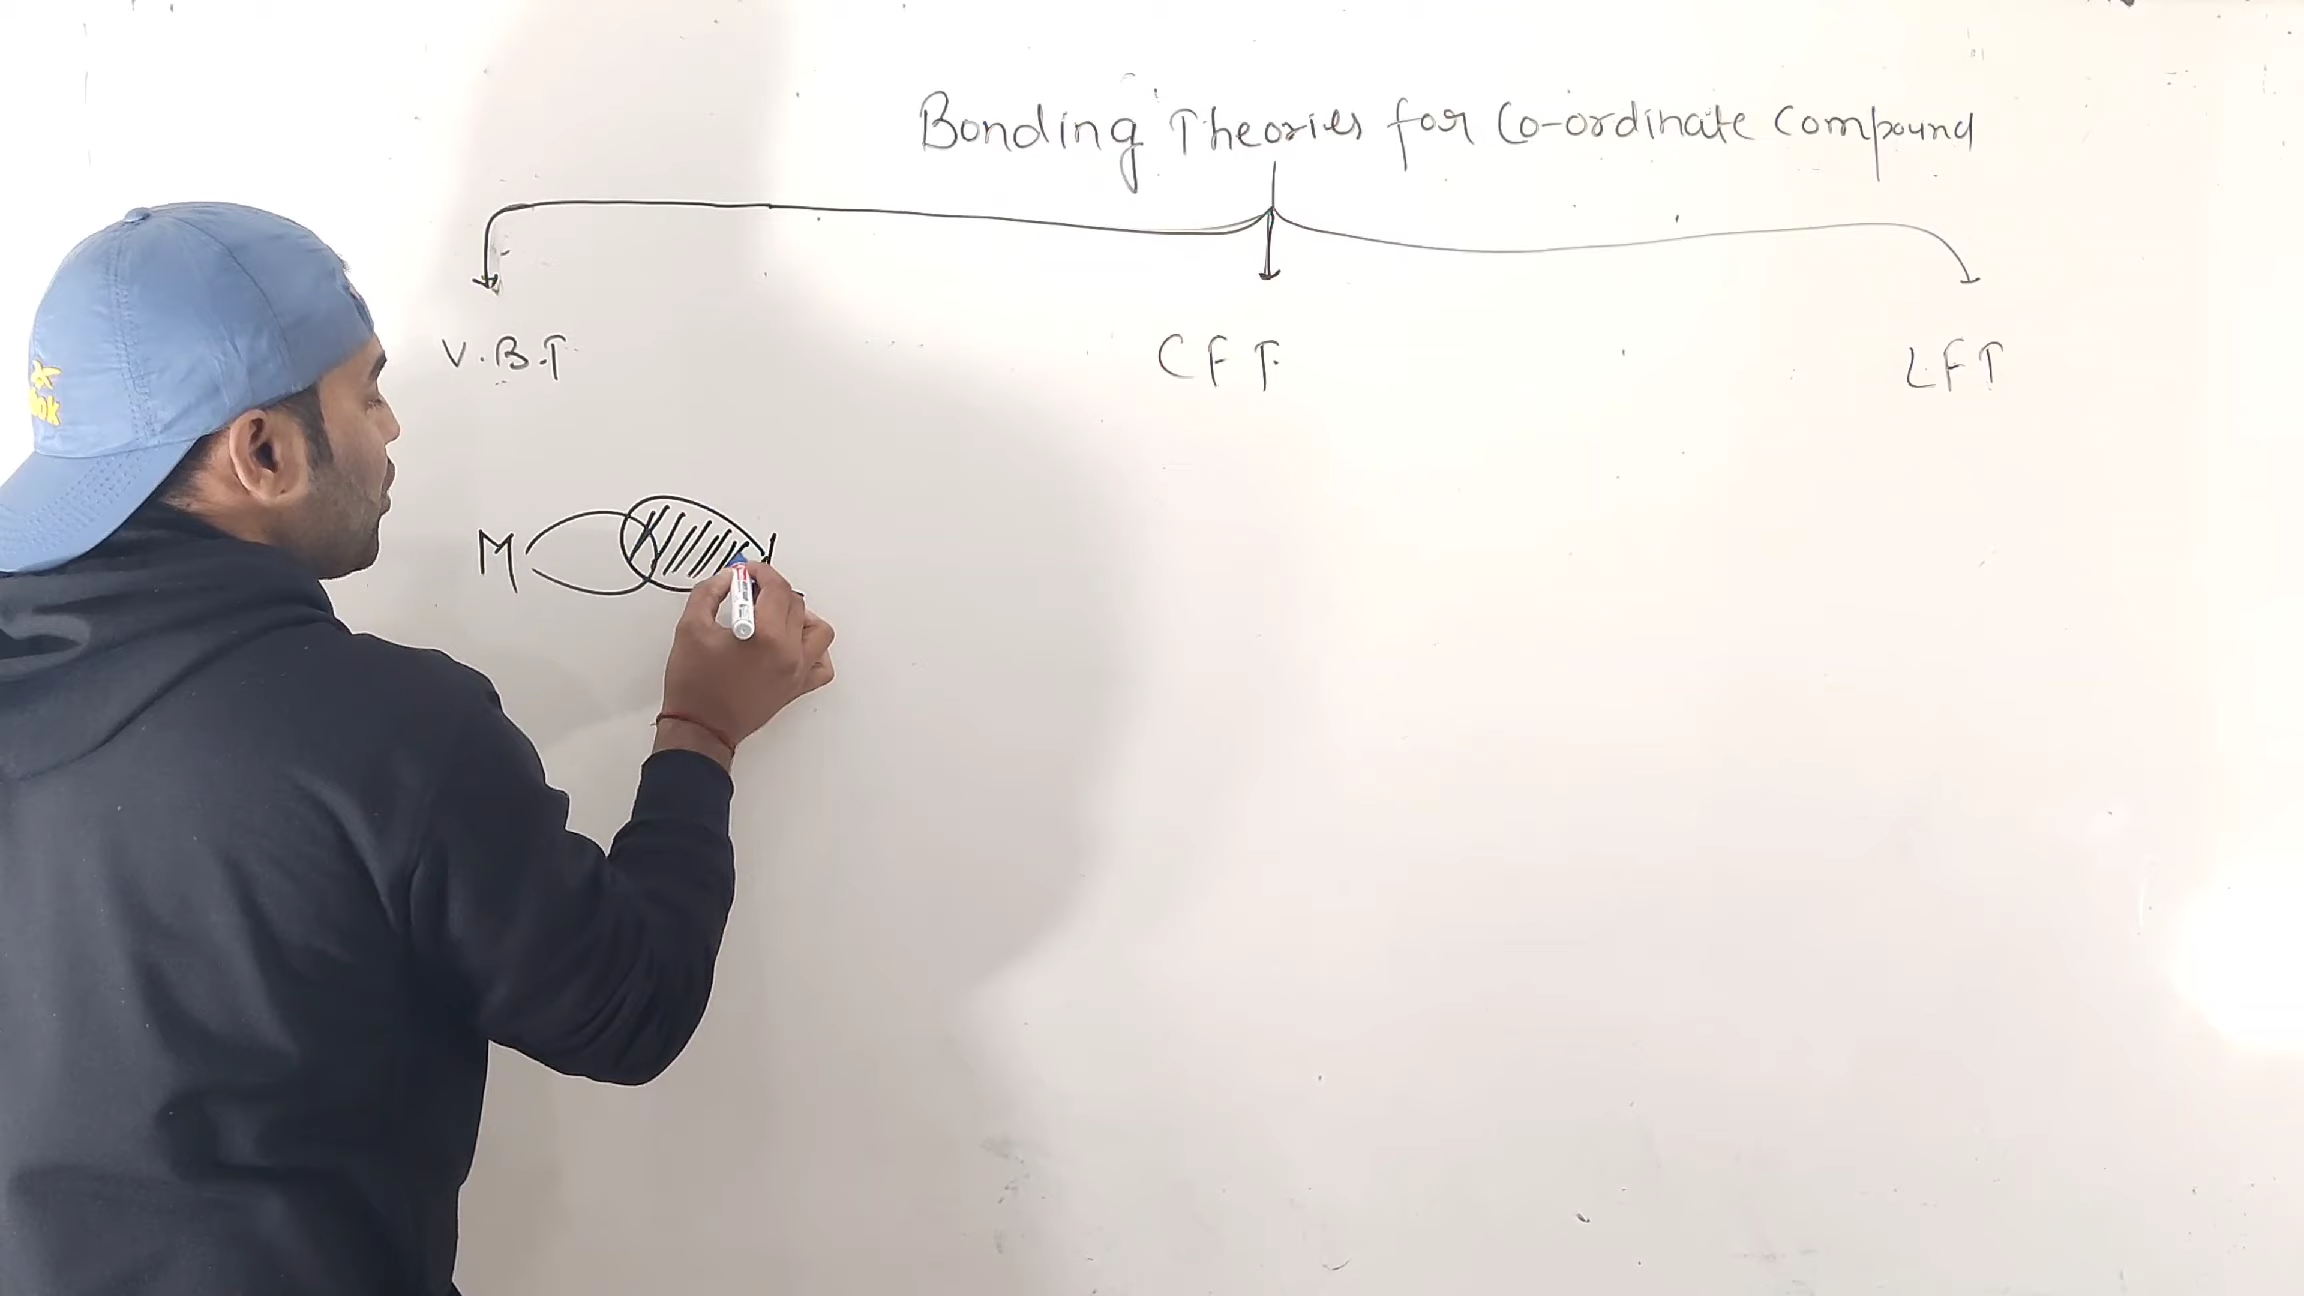 Bonding Theories for Co-ordinate Compound
V.B.T CFT LFT
M L